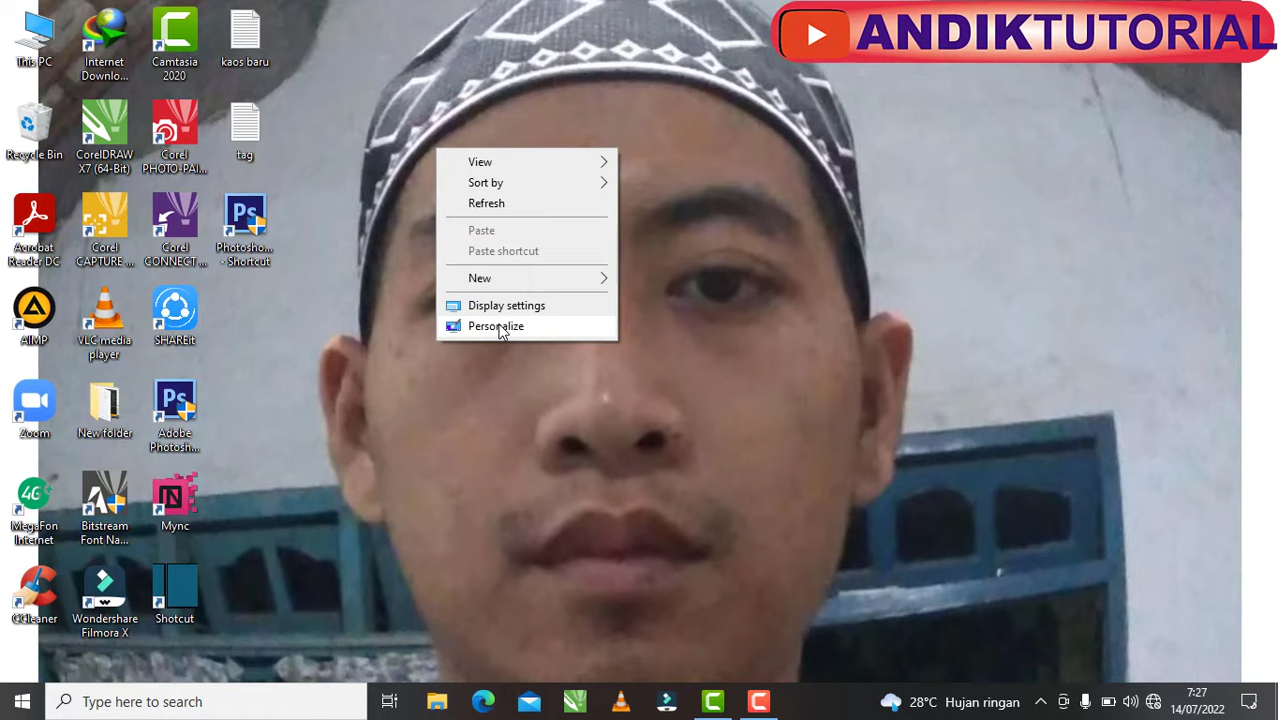 ANDIKTUTORIAL
This PC
Internet
Downlo...
Camtasia
2020
kaos baru
Recycle Bin
CorelDRAW
X7 (64-Bit)
Corel
PHOTO-PAI...
tag
Acrobat
Reader DC
Corel
CAPTURE ...
Corel
CONNECT ...
Photosho...
- Shortcut
AIMP
VLC media
player
SHAREit
Zoom
New folder
Adobe
Photosh...
MegaFon
Internet
Bitstream
Font Na...
Mync
CCleaner
Wondershare
Filmora X
Shotcut
View
Sort by
Refresh
Paste
Paste shortcut
New
Display settings
Personalize
Type here to search
28°C Hujan ringan
7:27
14/07/2022